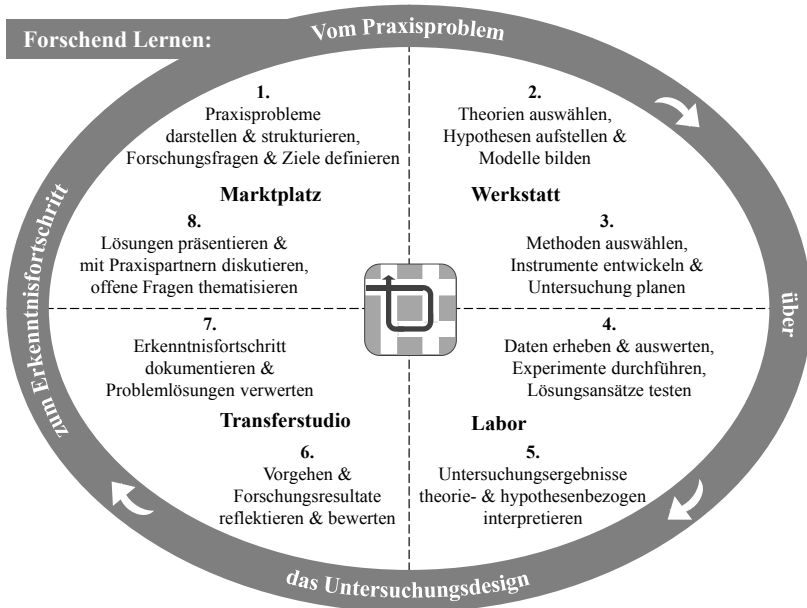 Forschend Lernen:
Vom Praxisproblem
1.
Praxisprobleme
darstellen & strukturieren,
Forschungsfragen & Ziele definieren
Marktplatz
8.
Lösungen präsentieren &
mit Praxispartnern diskutieren,
offene Fragen thematisieren
2.
Theorien auswählen,
Hypothesen aufstellen &
Modelle bilden
Werkstatt
3.
Methoden auswählen,
Instrumente entwickeln &
Untersuchung planen
über
4.
Daten erheben & auswerten,
Experimente durchführen,
Lösungsansätze testen
Labor
5.
Untersuchungsergebnisse
theorie- & hypothesenbezogen
interpretieren
das Untersuchungsdesign
7.
Erkenntnisfortschritt
dokumentieren &
Problemlösungen verwerten
Transferstudio
6.
Vorgehen &
Forschungsresultate
reflektieren & bewerten
zum Erkenntnisfortschritt